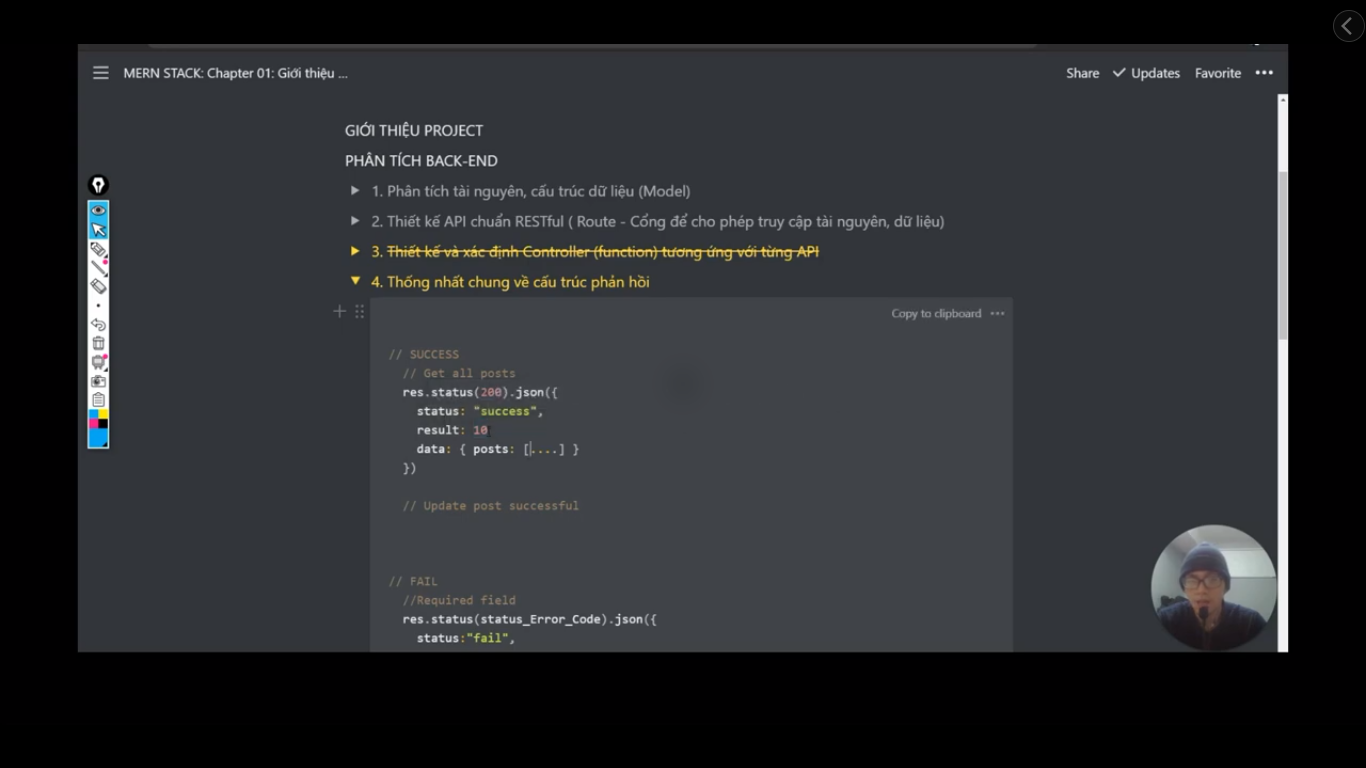 MERN STACK: Chapter 01: Giới thiệu ...
Share
Updates
Favorite
GIỚI THIỆU PROJECT
PHÂN TÍCH BACK-END
1. Phân tích tài nguyên, cấu trúc dữ liệu (Model)
2. Thiết kế API chuẩn RESTful ( Route - Cổng để cho phép truy cập tài nguyên, dữ liệu)
3. Thiết kế và xác định Controller (function) tương ứng với từng API
4. Thống nhất chung về cấu trúc phản hồi
Copy to clipboard
// SUCCESS
// Get all posts
res.status(200).json({
status: "success",
result: 10
data: { posts: [....] }
})
// Update post successful
// FAIL
//Required field
res.status(status_Error_Code).json({
status:"fail",